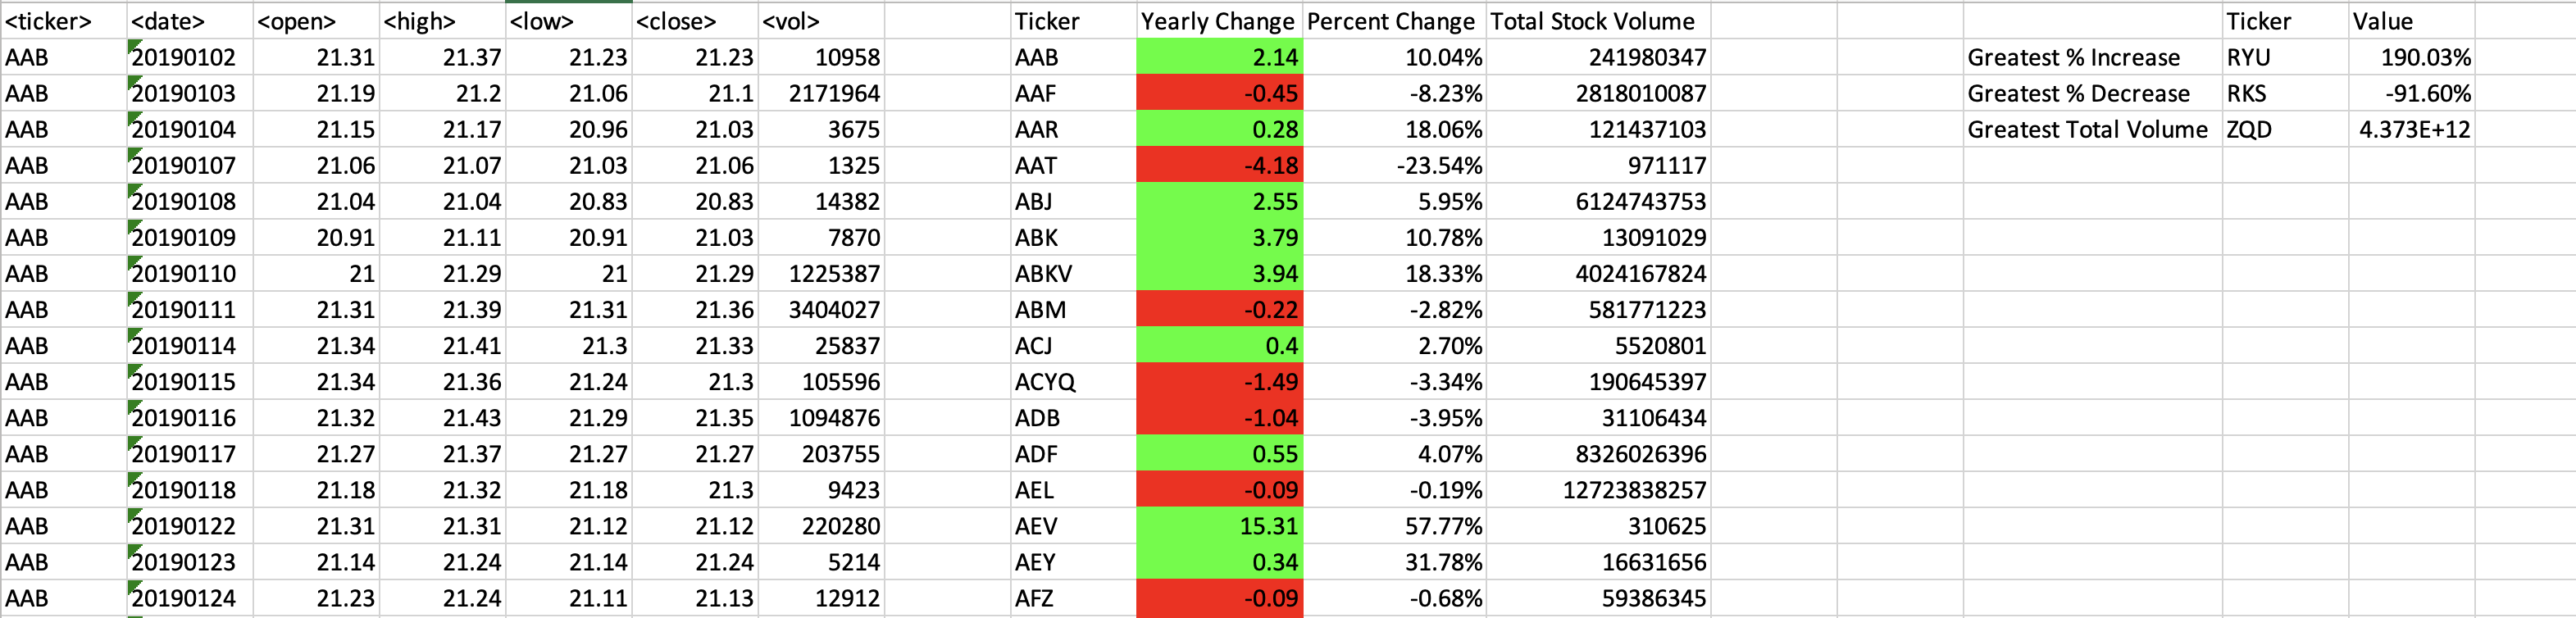 <ticker> <date> <open> <high> <low> <close> <vol> Ticker Yearly Change Percent Change Total Stock Volume Ticker Value
AAB 20190102 21.31 21.37 21.23 21.23 10958 AAB 2.14 10.04% 241980347 Greatest % Increase RYU 190.03%
AAB 20190103 21.19 21.2 21.06 21.1 2171964 AAF -0.45 -8.23% 2818010087 Greatest % Decrease RKS -91.60%
AAB 20190104 21.15 21.17 20.96 21.03 3675 AAR 0.28 18.06% 121437103 Greatest Total Volume ZQD 4.373E+12
AAB 20190107 21.06 21.07 21.03 21.06 1325 AAT -4.18 -23.54% 971117
AAB 20190108 21.04 21.04 20.83 20.83 14382 ABJ 2.55 5.95% 6124743753
AAB 20190109 20.91 21.11 20.91 21.03 7870 ABK 3.79 10.78% 13091029
AAB 20190110 21 21.29 21 21.29 1225387 ABKV 3.94 18.33% 4024167824
AAB 20190111 21.31 21.39 21.31 21.36 3404027 ABM -0.22 -2.82% 581771223
AAB 20190114 21.34 21.41 21.3 21.33 25837 ACJ 0.4 2.70% 5520801
AAB 20190115 21.34 21.36 21.24 21.3 105596 ACYQ -1.49 -3.34% 190645397
AAB 20190116 21.32 21.43 21.29 21.35 1094876 ADB -1.04 -3.95% 31106434
AAB 20190117 21.27 21.37 21.27 21.27 203755 ADF 0.55 4.07% 8326026396
AAB 20190118 21.18 21.32 21.18 21.3 9423 AEL -0.09 -0.19% 12723838257
AAB 20190122 21.31 21.31 21.12 21.12 220280 AEV 15.31 57.77% 310625
AAB 20190123 21.14 21.24 21.14 21.24 5214 AEY 0.34 31.78% 16631656
AAB 20190124 21.23 21.24 21.11 21.13 12912 AFZ -0.09 -0.68% 59386345